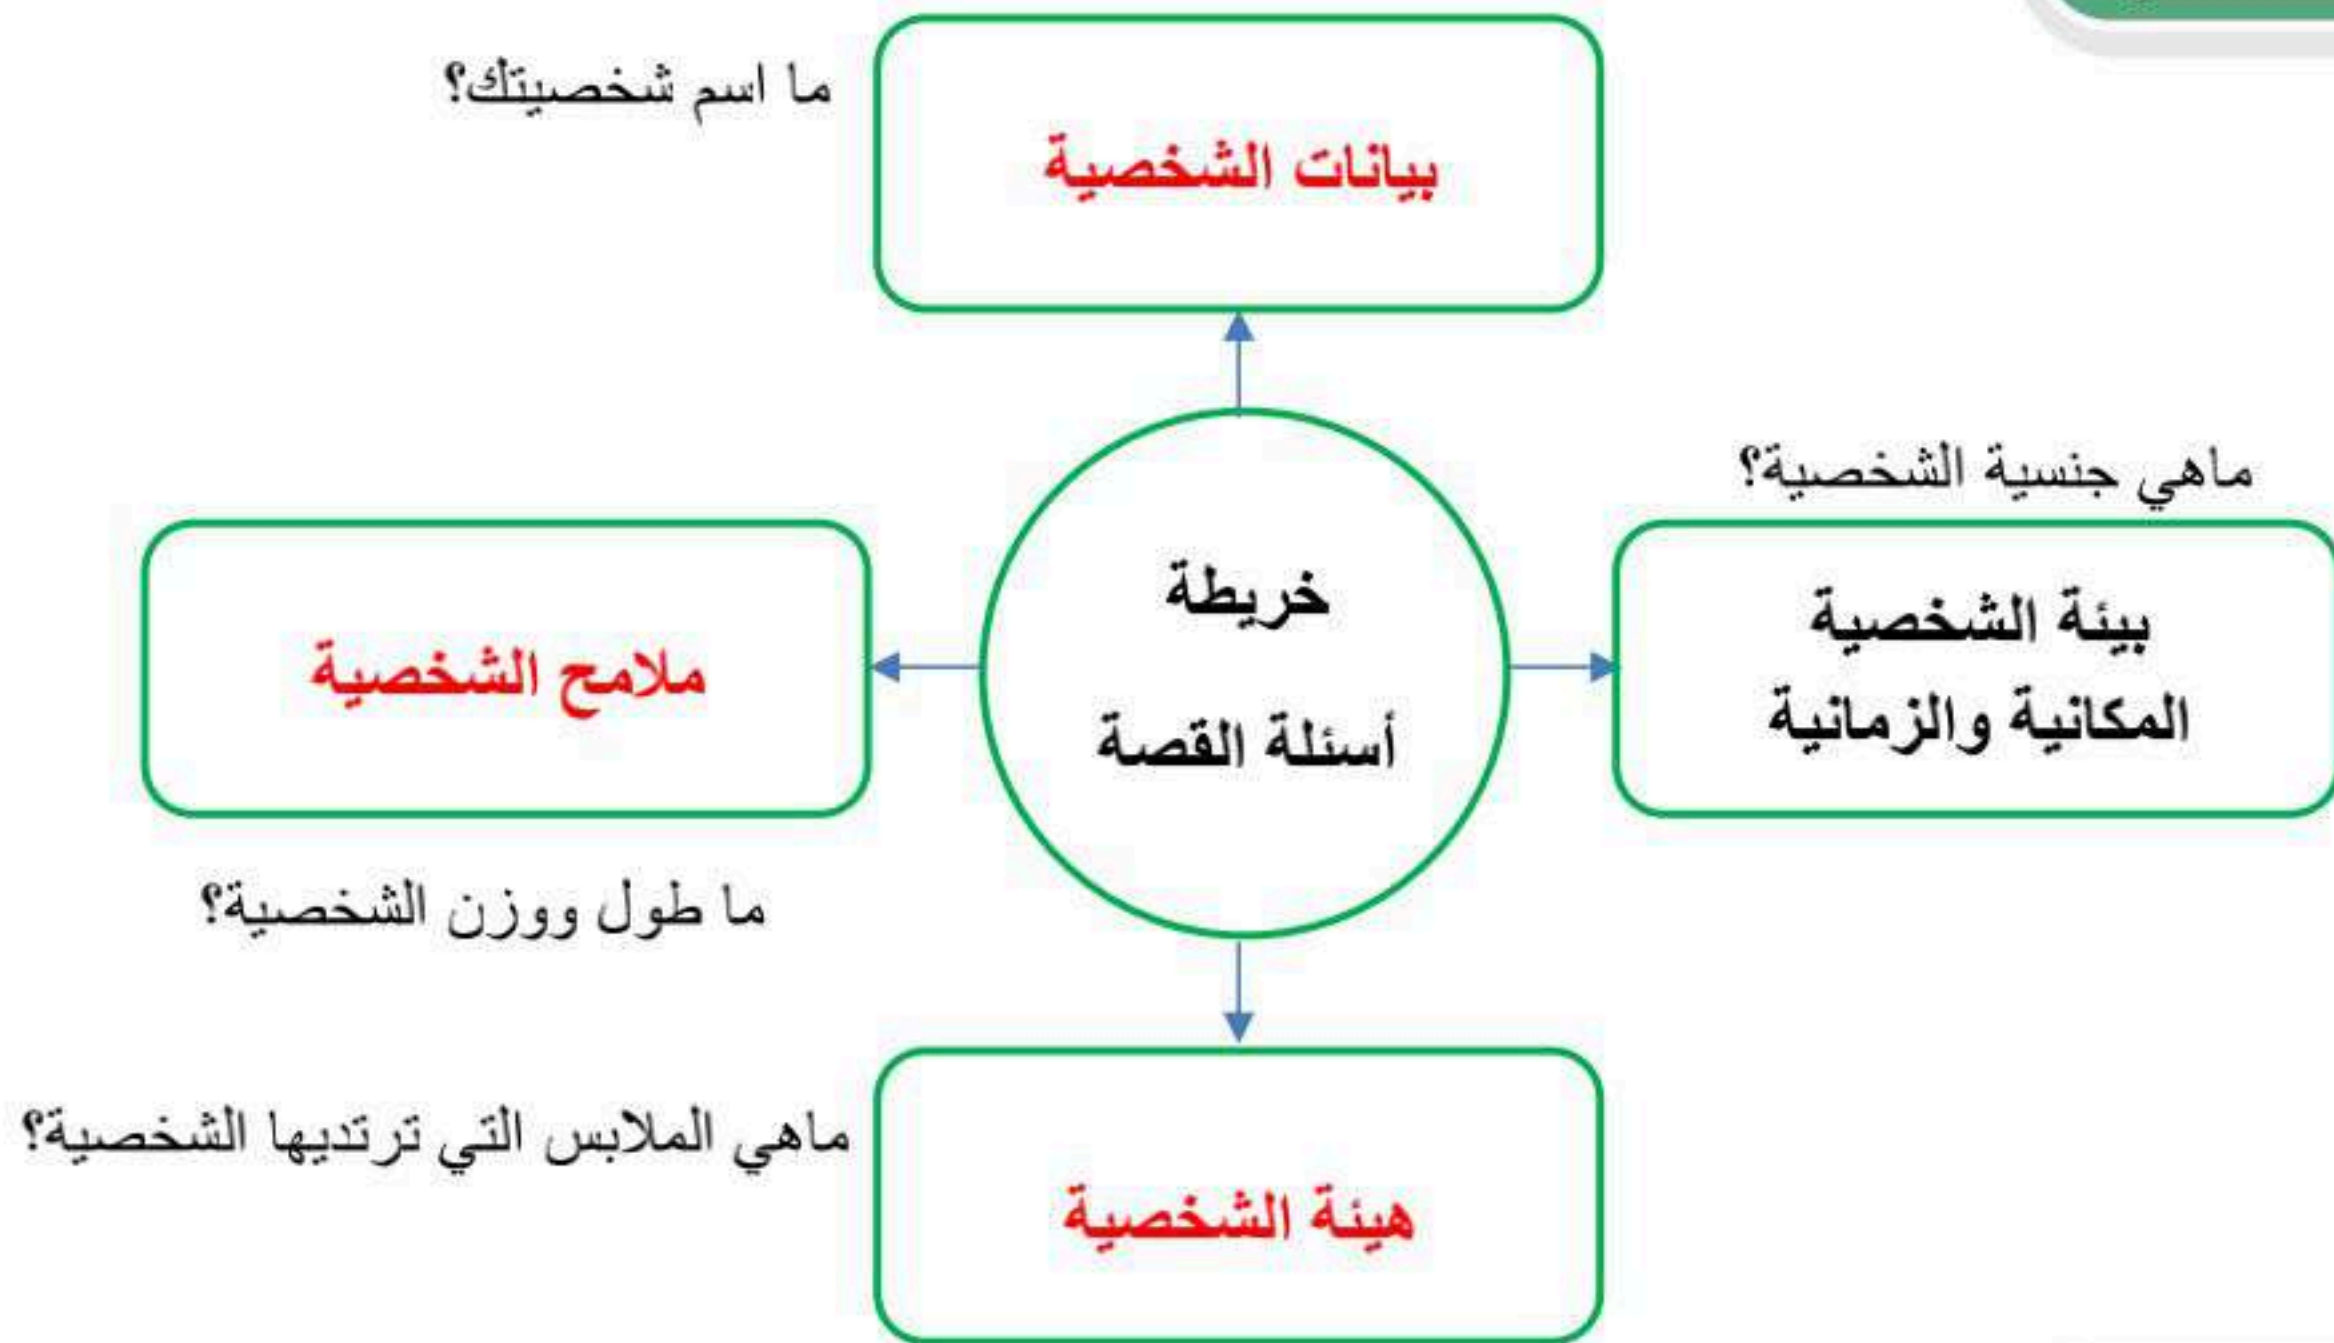 ما اسم شخصيتك؟
بيانات الشخصية
ماهي جنسية الشخصية؟
بيئة الشخصية
المكانية والزمانية
خريطة
أسئلة القصة
ملامح الشخصية
ما طول ووزن الشخصية؟
ماهي الملابس التي ترتديها الشخصية؟
هيئة الشخصية